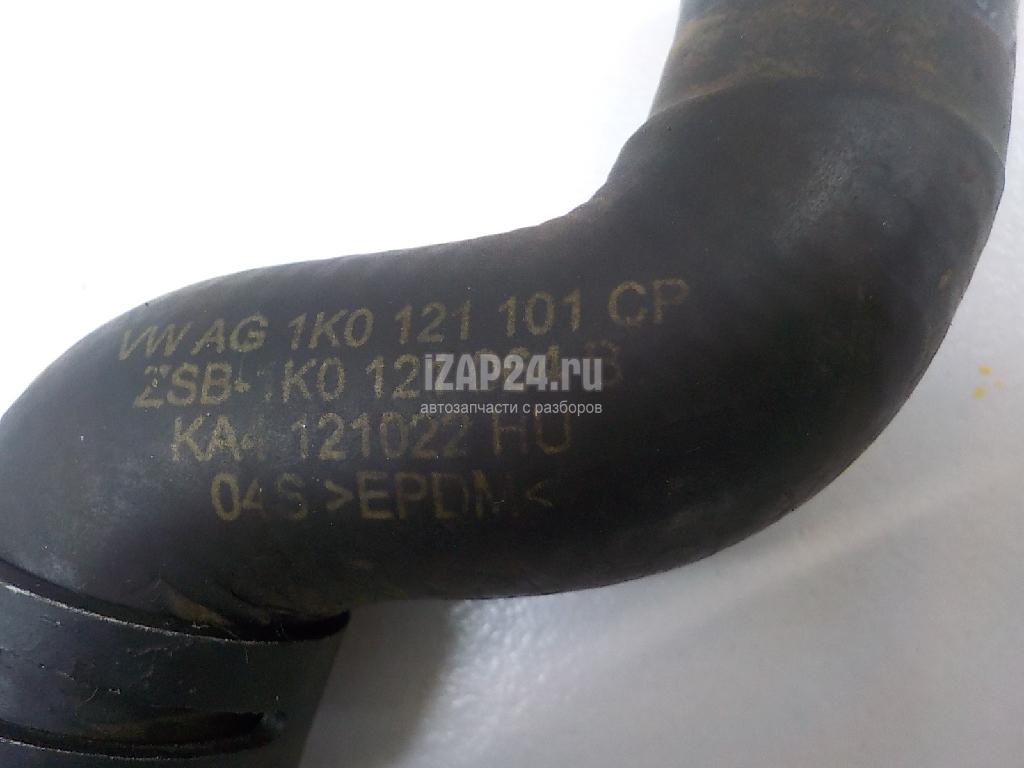 VW AG 1K0 121 101 CP
ZSB-1K0
iZAP24.ru
автозапчасти с разборов
KA4 121022 HU
04S >EPDM<